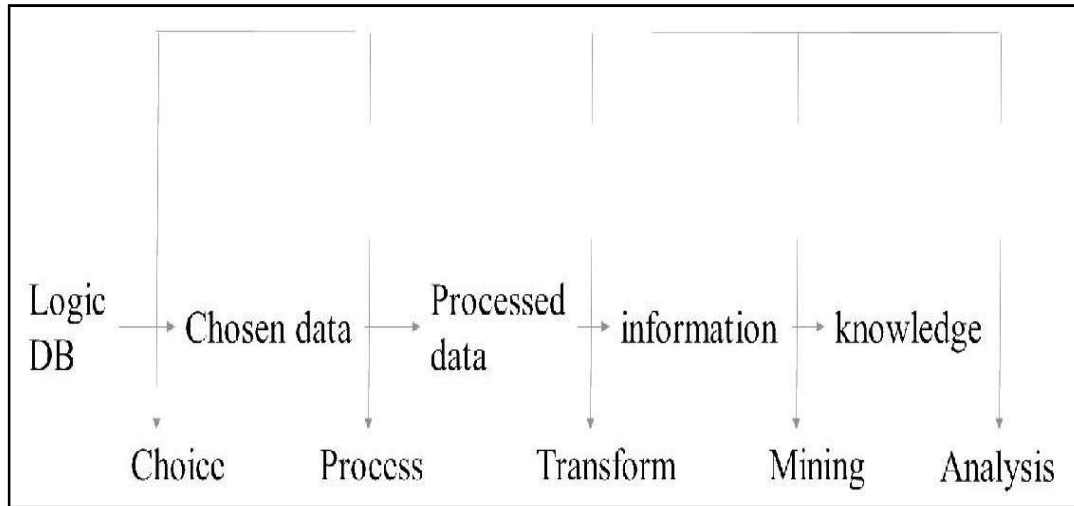 Logic
DB
Chosen data
Processed
data
information
knowledge
Choice
Process
Transform
Mining
Analysis